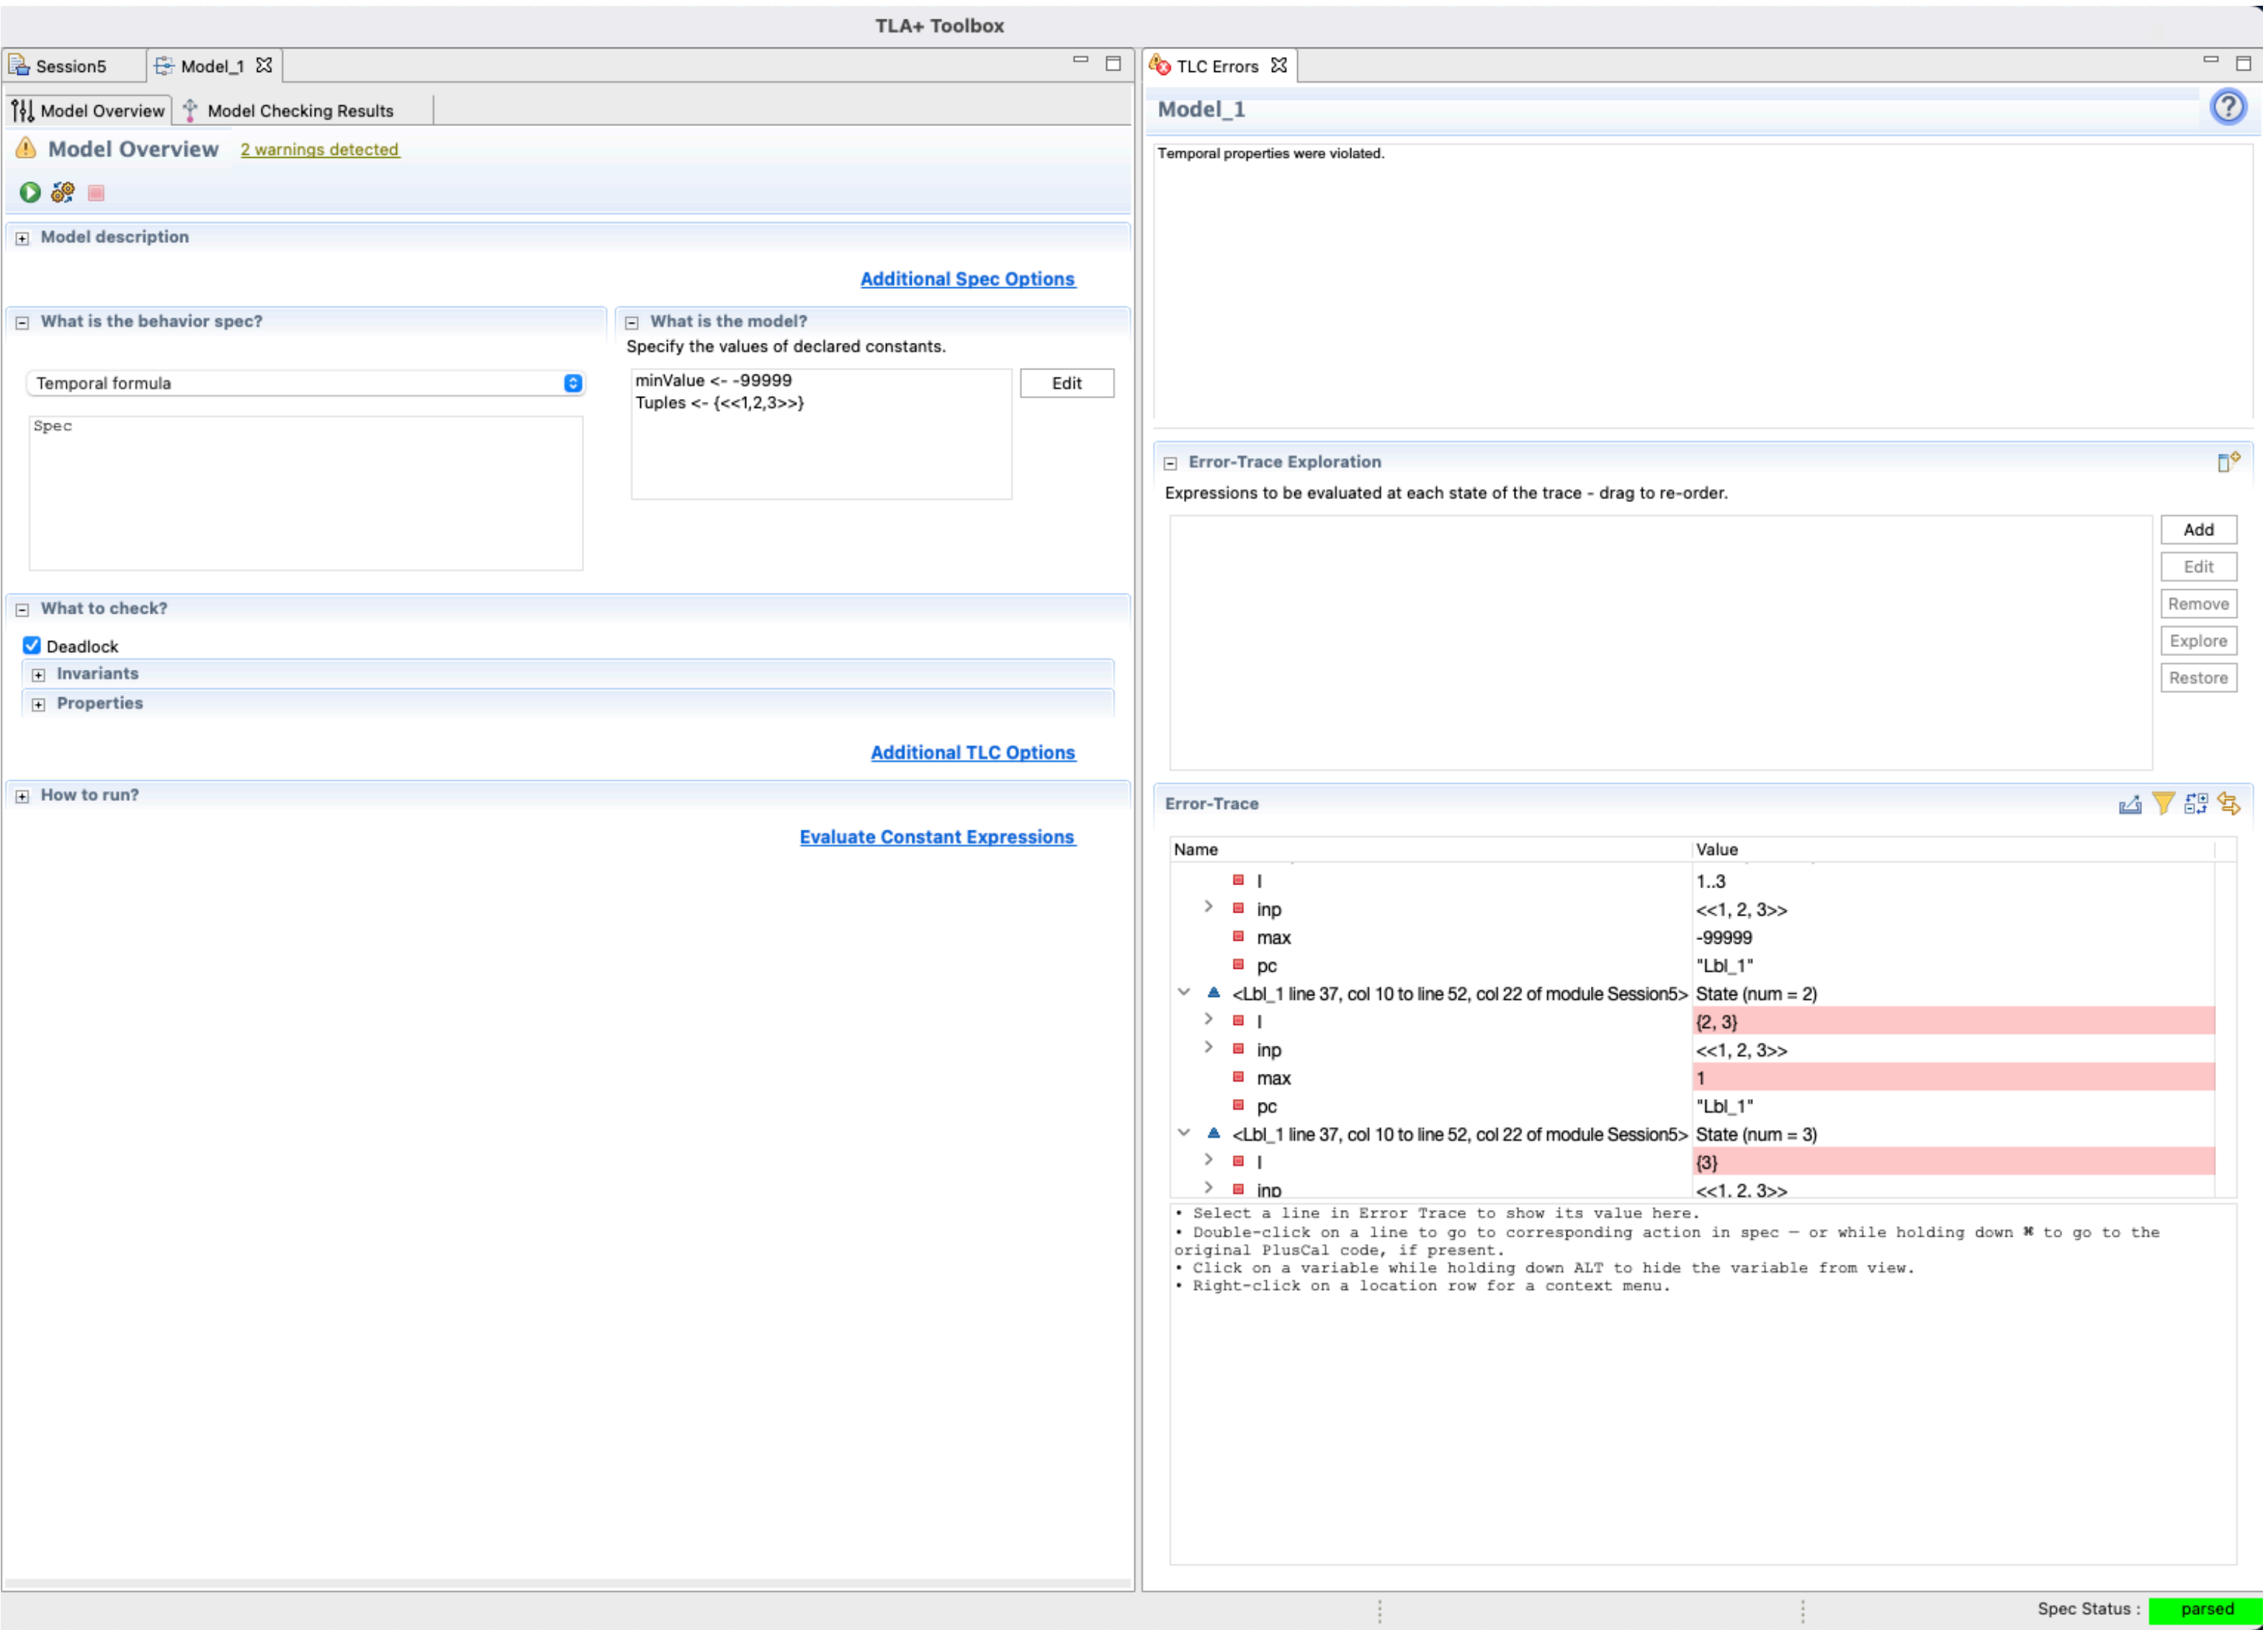 TLA+ Toolbox
Session5
Model_1
Model Overview
Model Checking Results
Model Overview
2 warnings detected
Model description
Additional Spec Options
What is the behavior spec?
Temporal formula
Spec
What is the model?
Specify the values of declared constants.
minValue <- -99999
Tuples <- {<<1,2,3>>}
Edit
What to check?
Deadlock
Invariants
Properties
Additional TLC Options
How to run?
Evaluate Constant Expressions
TLC Errors
Model_1
Temporal properties were violated.
Error-Trace Exploration
Expressions to be evaluated at each state of the trace - drag to re-order.
Add
Edit
Remove
Explore
Restore
Error-Trace
Name Value
I 1..3
inp <<1, 2, 3>>
max -99999
pc "Lbl_1"
<Lbl_1 line 37, col 10 to line 52, col 22 of module Session5> State (num = 2)
I {2, 3}
inp <<1, 2, 3>>
max 1
pc "Lbl_1"
<Lbl_1 line 37, col 10 to line 52, col 22 of module Session5> State (num = 3)
I {3}
inp <<1, 2, 3>>
• Select a line in Error Trace to show its value here.
• Double-click on a line to go to corresponding action in spec — or while holding down ⌘ to go to the
original PlusCal code, if present.
• Click on a variable while holding down ALT to hide the variable from view.
• Right-click on a location row for a context menu.
Spec Status : parsed